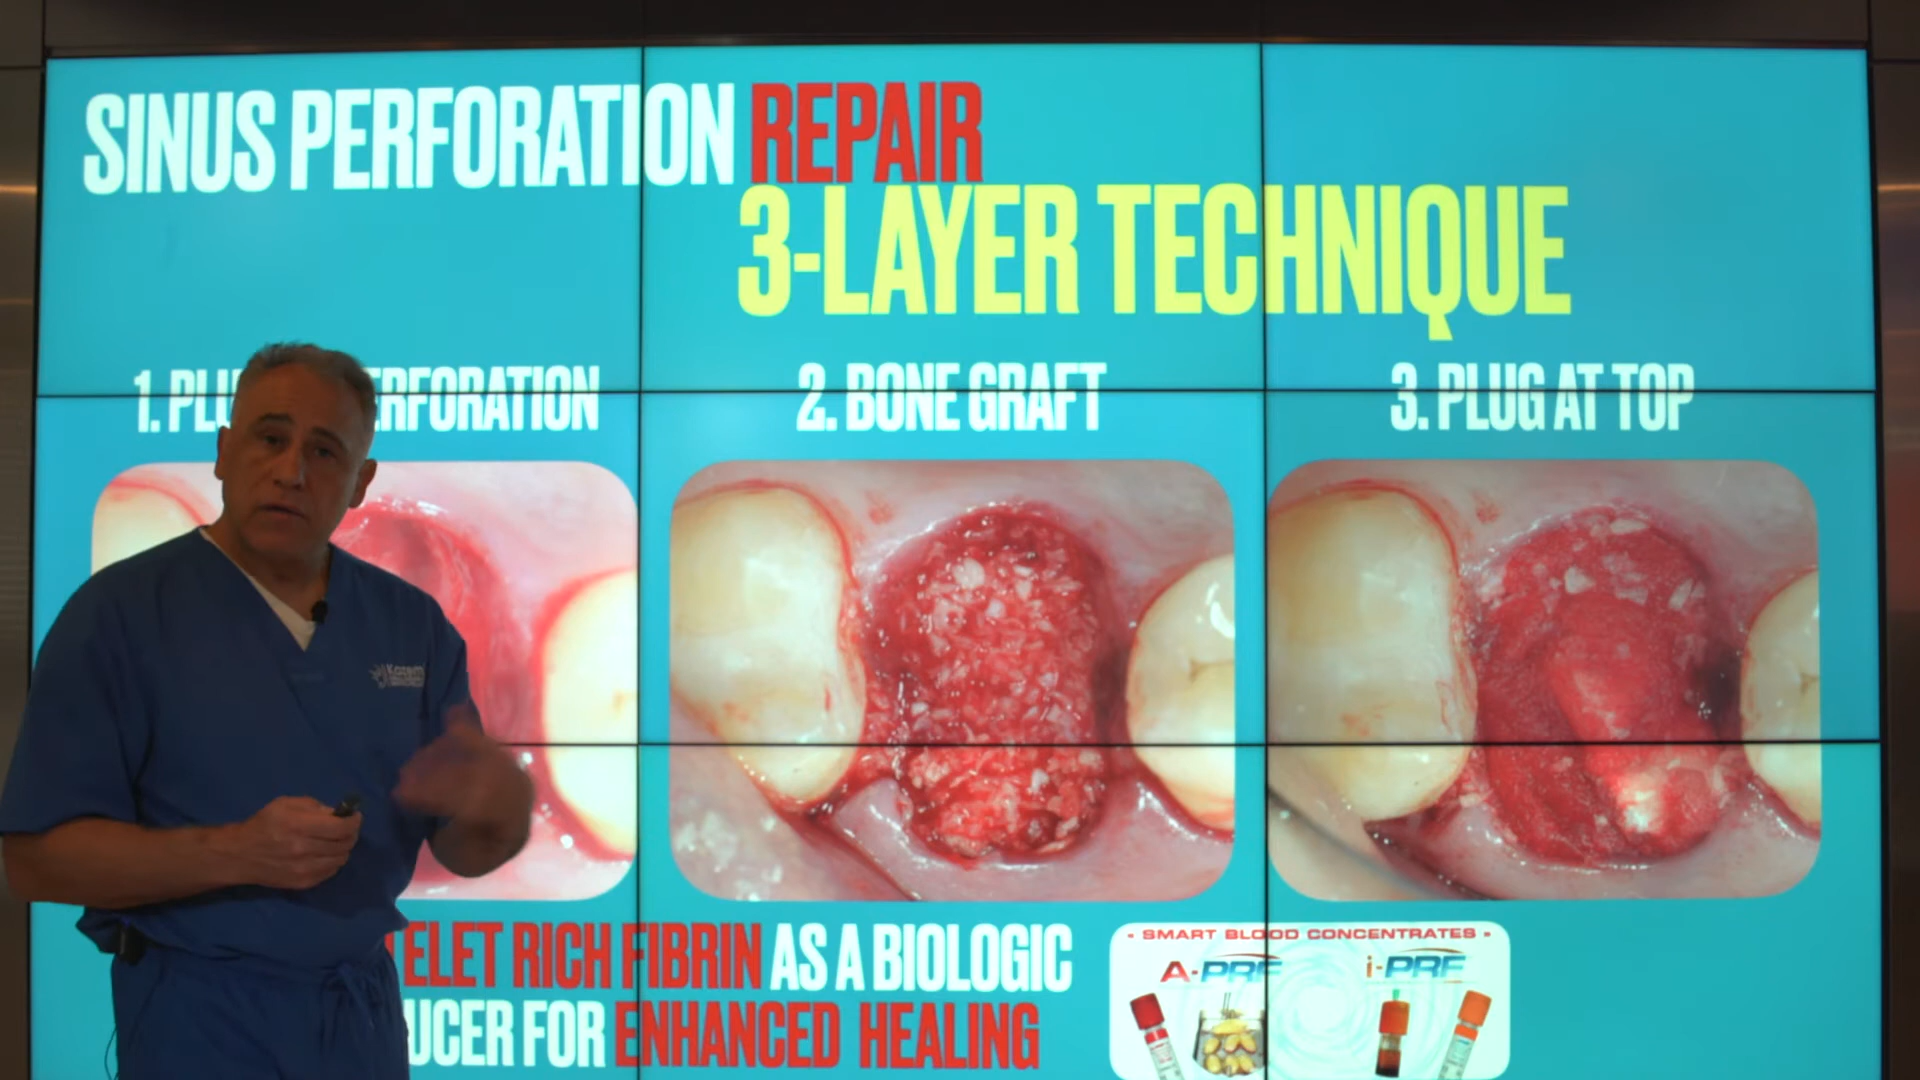 SINUS PERFORATION REPAIR
3-LAYER TECHNIQUE
1. PLU ERFORATION
2. BONE GRAFT
3. PLUG AT TOP
TELET RICH FIBRIN AS A BIOLOGIC
UCER FOR ENHANCED HEALING
- SMART BLOOD CONCENTRATES -
A-PRF
i-PRF